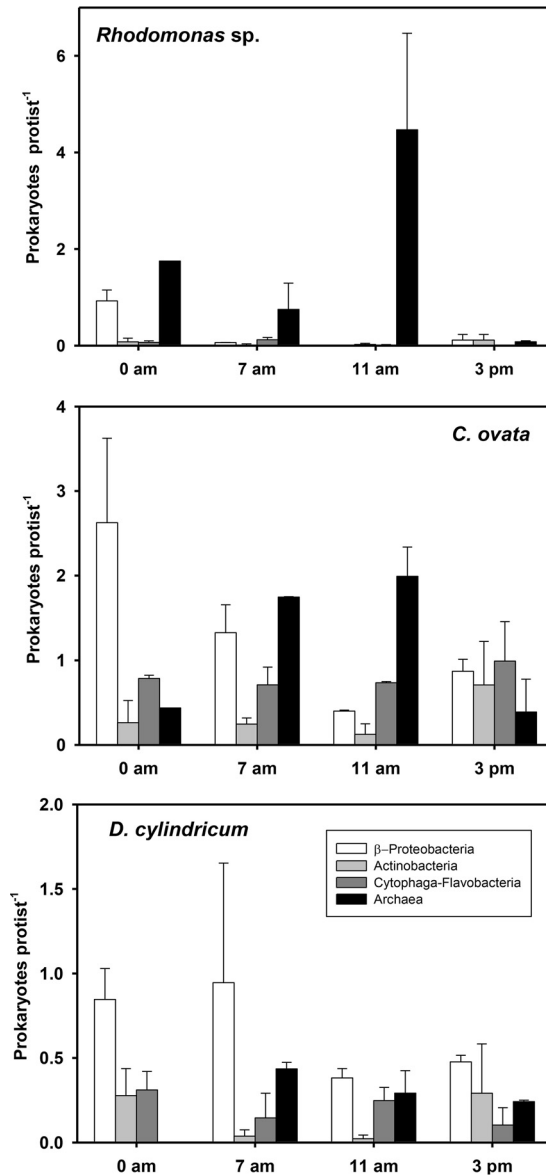 Rhodomonas sp.
Prokaryotes protist⁻¹
6
4
2
0
0 am 7 am 11 am 3 pm
C. ovata
Prokaryotes protist⁻¹
4
3
2
1
0
0 am 7 am 11 am 3 pm
D. cylindricum
Prokaryotes protist⁻¹
2.0
1.5
1.0
0.5
0.0
β–Proteobacteria
Actinobacteria
Cytophaga-Flavobacteria
Archaea
0 am 7 am 11 am 3 pm